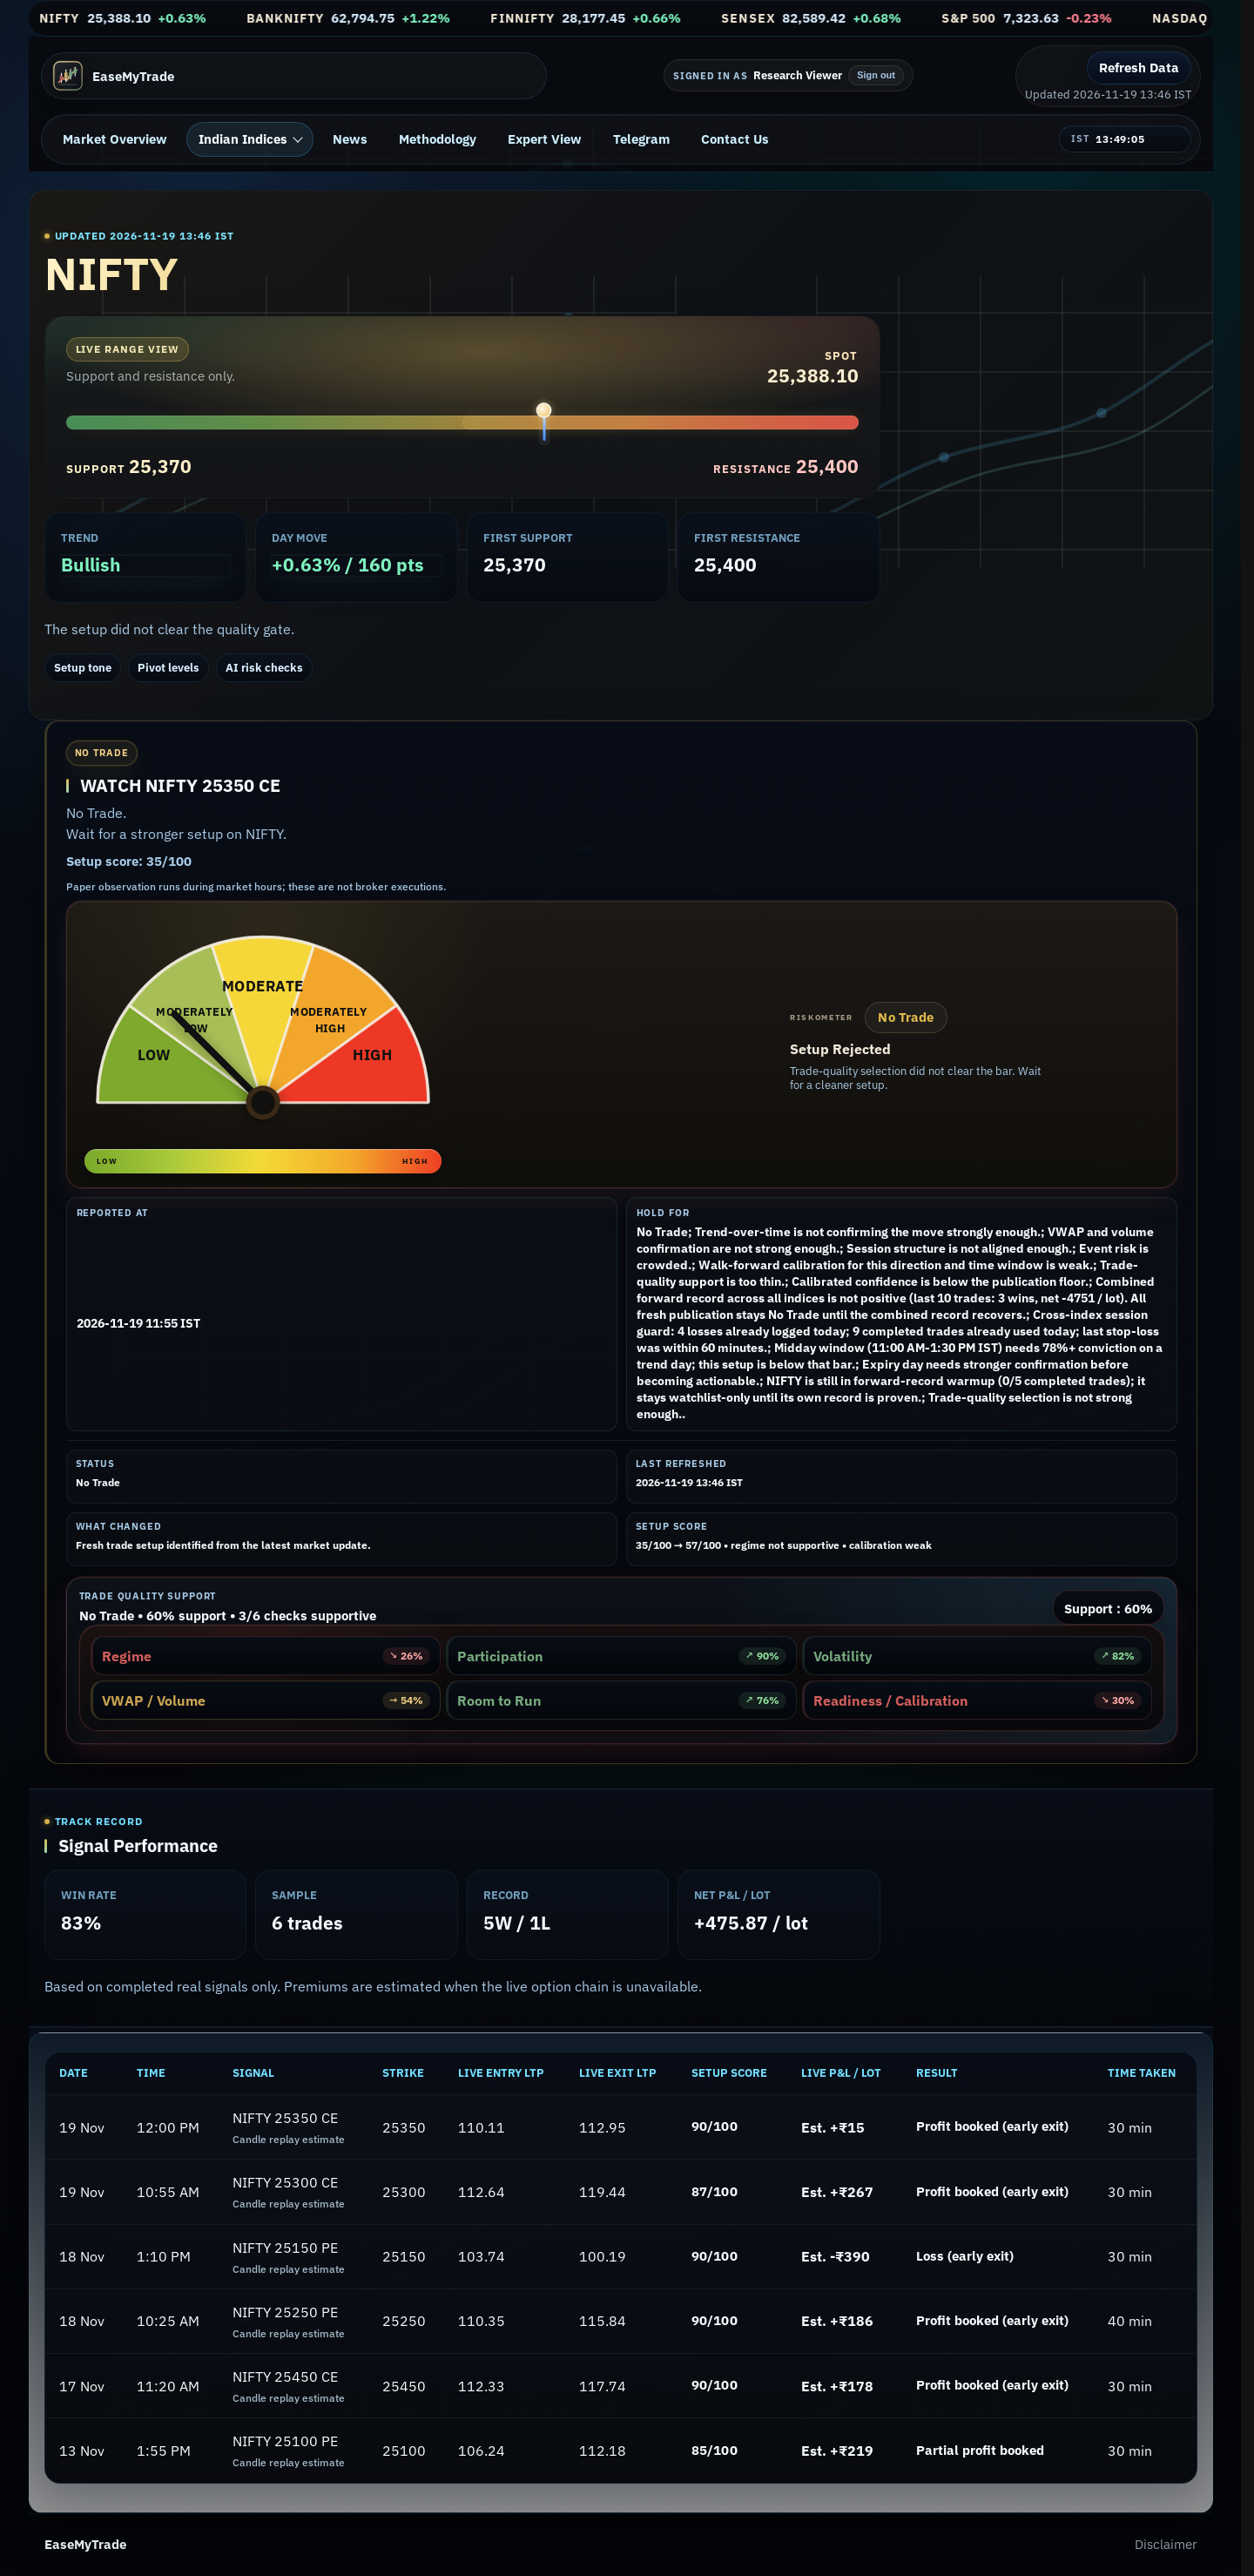 NIFTY 25,388.10 +0.63% BANKNIFTY 62,794.75 +1.22% FINNIFTY 28,177.45 +0.66% SENSEX 82,589.42 +0.68% S&P 500 7,323.63 -0.23% NASDAQ
EaseMyTrade
SIGNED IN AS Research Viewer Sign out
Refresh Data
Updated 2026-11-19 13:46 IST
Market Overview Indian Indices News Methodology Expert View Telegram Contact Us
IST 13:49:05
UPDATED 2026-11-19 13:46 IST
NIFTY
LIVE RANGE VIEW
Support and resistance only.
SPOT
25,388.10
SUPPORT 25,370
RESISTANCE 25,400
TREND
Bullish
DAY MOVE
+0.63% / 160 pts
FIRST SUPPORT
25,370
FIRST RESISTANCE
25,400
The setup did not clear the quality gate.
Setup tone Pivot levels AI risk checks
NO TRADE
WATCH NIFTY 25350 CE
No Trade.
Wait for a stronger setup on NIFTY.
Setup score: 35/100
Paper observation runs during market hours; these are not broker executions.
LOW
MODERATELY
LOW
MODERATE
MODERATELY
HIGH
HIGH
LOW HIGH
RISKOMETER No Trade
Setup Rejected
Trade-quality selection did not clear the bar. Wait
for a cleaner setup.
REPORTED AT
2026-11-19 11:55 IST
HOLD FOR
No Trade; Trend-over-time is not confirming the move strongly enough.; VWAP and volume
confirmation are not strong enough.; Session structure is not aligned enough.; Event risk is
crowded.; Walk-forward calibration for this direction and time window is weak.; Trade-
quality support is too thin.; Calibrated confidence is below the publication floor.; Combined
forward record across all indices is not positive (last 10 trades: 3 wins, net -4751 / lot). All
fresh publication stays No Trade until the combined record recovers.; Cross-index session
guard: 4 losses already logged today; 9 completed trades already used today; last stop-loss
was within 60 minutes.; Midday window (11:00 AM-1:30 PM IST) needs 78%+ conviction on a
trend day; this setup is below that bar.; Expiry day needs stronger confirmation before
becoming actionable.; NIFTY is still in forward-record warmup (0/5 completed trades); it
stays watchlist-only until its own record is proven.; Trade-quality selection is not strong
enough..
STATUS
No Trade
LAST REFRESHED
2026-11-19 13:46 IST
WHAT CHANGED
Fresh trade setup identified from the latest market update.
SETUP SCORE
35/100 → 57/100 • regime not supportive • calibration weak
TRADE QUALITY SUPPORT
No Trade • 60% support • 3/6 checks supportive
Support : 60%
Regime ↘ 26%
Participation ↗ 90%
Volatility ↗ 82%
VWAP / Volume → 54%
Room to Run ↗ 76%
Readiness / Calibration ↘ 30%
TRACK RECORD
Signal Performance
WIN RATE
83%
SAMPLE
6 trades
RECORD
5W / 1L
NET P&L / LOT
+475.87 / lot
Based on completed real signals only. Premiums are estimated when the live option chain is unavailable.
DATE TIME SIGNAL STRIKE LIVE ENTRY LTP LIVE EXIT LTP SETUP SCORE LIVE P&L / LOT RESULT TIME TAKEN
19 Nov 12:00 PM NIFTY 25350 CE 25350 110.11 112.95 90/100 Est. +₹15 Profit booked (early exit) 30 min
Candle replay estimate
19 Nov 10:55 AM NIFTY 25300 CE 25300 112.64 119.44 87/100 Est. +₹267 Profit booked (early exit) 30 min
Candle replay estimate
18 Nov 1:10 PM NIFTY 25150 PE 25150 103.74 100.19 90/100 Est. -₹390 Loss (early exit) 30 min
Candle replay estimate
18 Nov 10:25 AM NIFTY 25250 PE 25250 110.35 115.84 90/100 Est. +₹186 Profit booked (early exit) 40 min
Candle replay estimate
17 Nov 11:20 AM NIFTY 25450 CE 25450 112.33 117.74 90/100 Est. +₹178 Profit booked (early exit) 30 min
Candle replay estimate
13 Nov 1:55 PM NIFTY 25100 PE 25100 106.24 112.18 85/100 Est. +₹219 Partial profit booked 30 min
Candle replay estimate
EaseMyTrade
Disclaimer